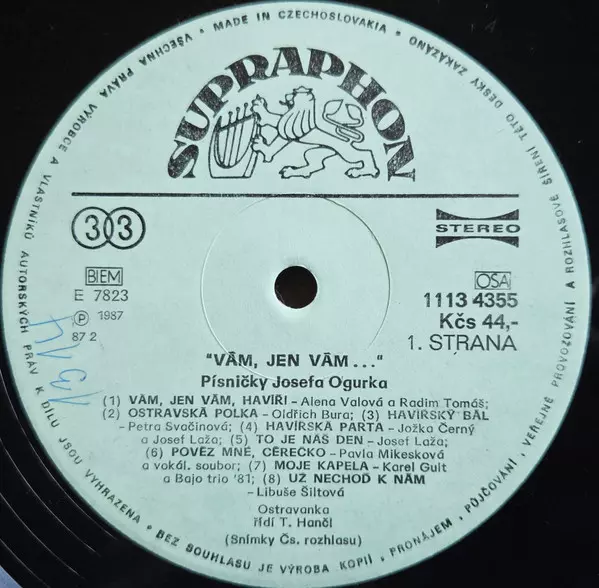 • VŠECHNA PRÁVA VÝROBCE A VLASTNÍKŮ AUTORSKÝCH PRÁV K DÍLU JSOU VYHRAZENA • BEZ SOUHLASU JE VÝROBA KOPIÍ, PRONÁJEM, PŮJČOVÁNÍ, VEŘEJNÉ PROVOZOVÁNÍ A ROZHLASOVÉ ŠÍŘENÍ TÉTO DESKY ZAKÁZÁNO • MADE IN CZECHOSLOVAKIA
SUPRAPHON
33
STEREO
BIEM
E 7823
Ⓟ 1987
87 2
OSA
1113 4355
Kčs 44,-
1. STRANA
"VÁM, JEN VÁM..."
Písničky Josefa Ogurka
(1) VÁM, JEN VÁM, HAVÍŘI - Alena Valová a Radim Tomáš;
(2) OSTRAVSKÁ POLKA - Oldřich Bura; (3) HAVÍŘSKÝ BÁL
- Petra Svačinová; (4) HAVÍŘSKÁ PARTA - Jožka Černý
a Josef Laža; (5) TO JE NÁŠ DEN - Josef Laža;
(6) POVĚZ MNĚ, CÉREČKO - Pavla Mikesková
a vokál. soubor; (7) MOJE KAPELA - Karel Gult
a Bajo trio '81; (8) UŽ NECHOĎ K NÁM
- Libuše Šiltová
Ostravanka
řídí T. Hančl
(Snímky Čs. rozhlasu)